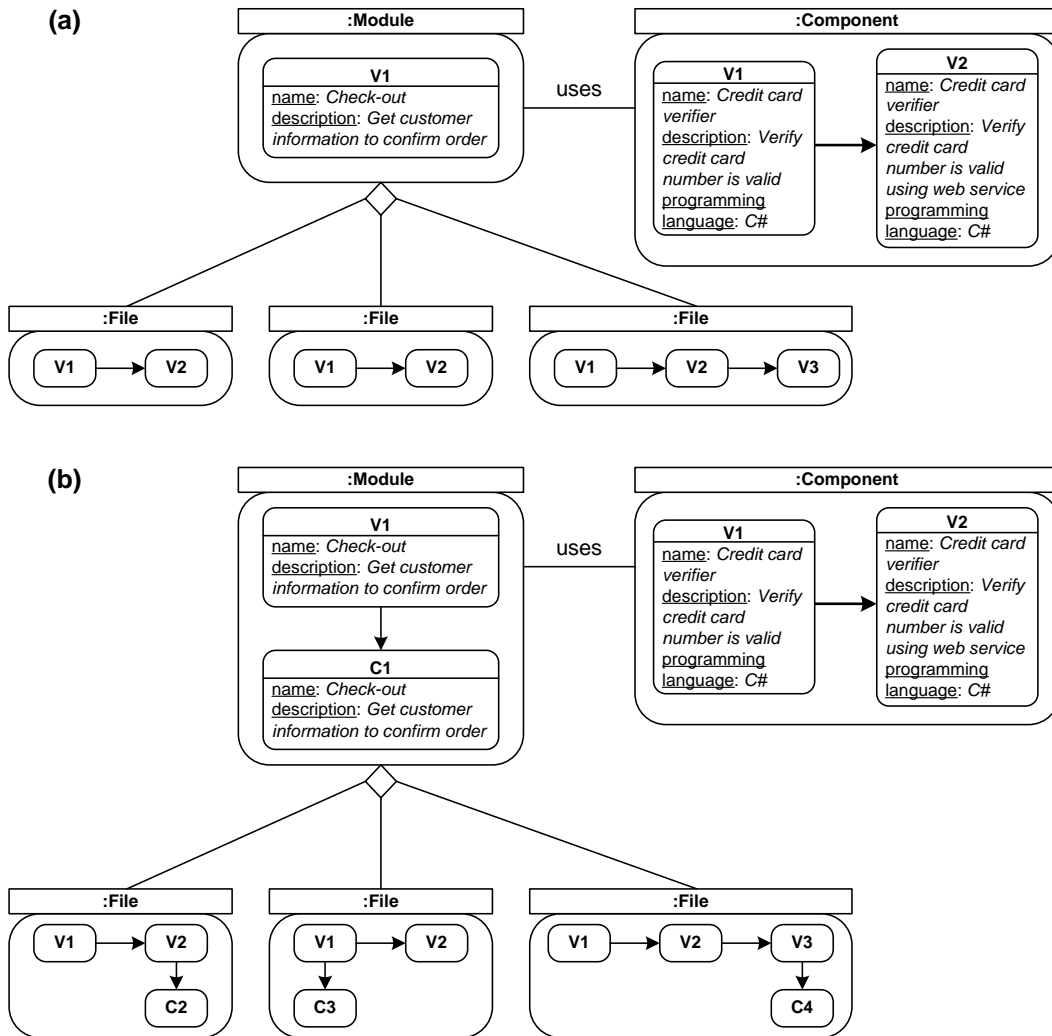 (a)
:Module
:Component
V1
name: Check-out
description: Get customer
information to confirm order
uses
V1
name: Credit card
verifier
description: Verify
credit card
number is valid
programming
language: C#
V2
name: Credit card
verifier
description: Verify
credit card
number is valid
using web service
programming
language: C#
:File
V1
V2
:File
V1
V2
:File
V1
V2
V3
(b)
:Module
:Component
V1
name: Check-out
description: Get customer
information to confirm order
C1
name: Check-out
description: Get customer
information to confirm order
uses
V1
name: Credit card
verifier
description: Verify
credit card
number is valid
programming
language: C#
V2
name: Credit card
verifier
description: Verify
credit card
number is valid
using web service
programming
language: C#
:File
V1
V2
C2
:File
V1
V2
C3
:File
V1
V2
V3
C4